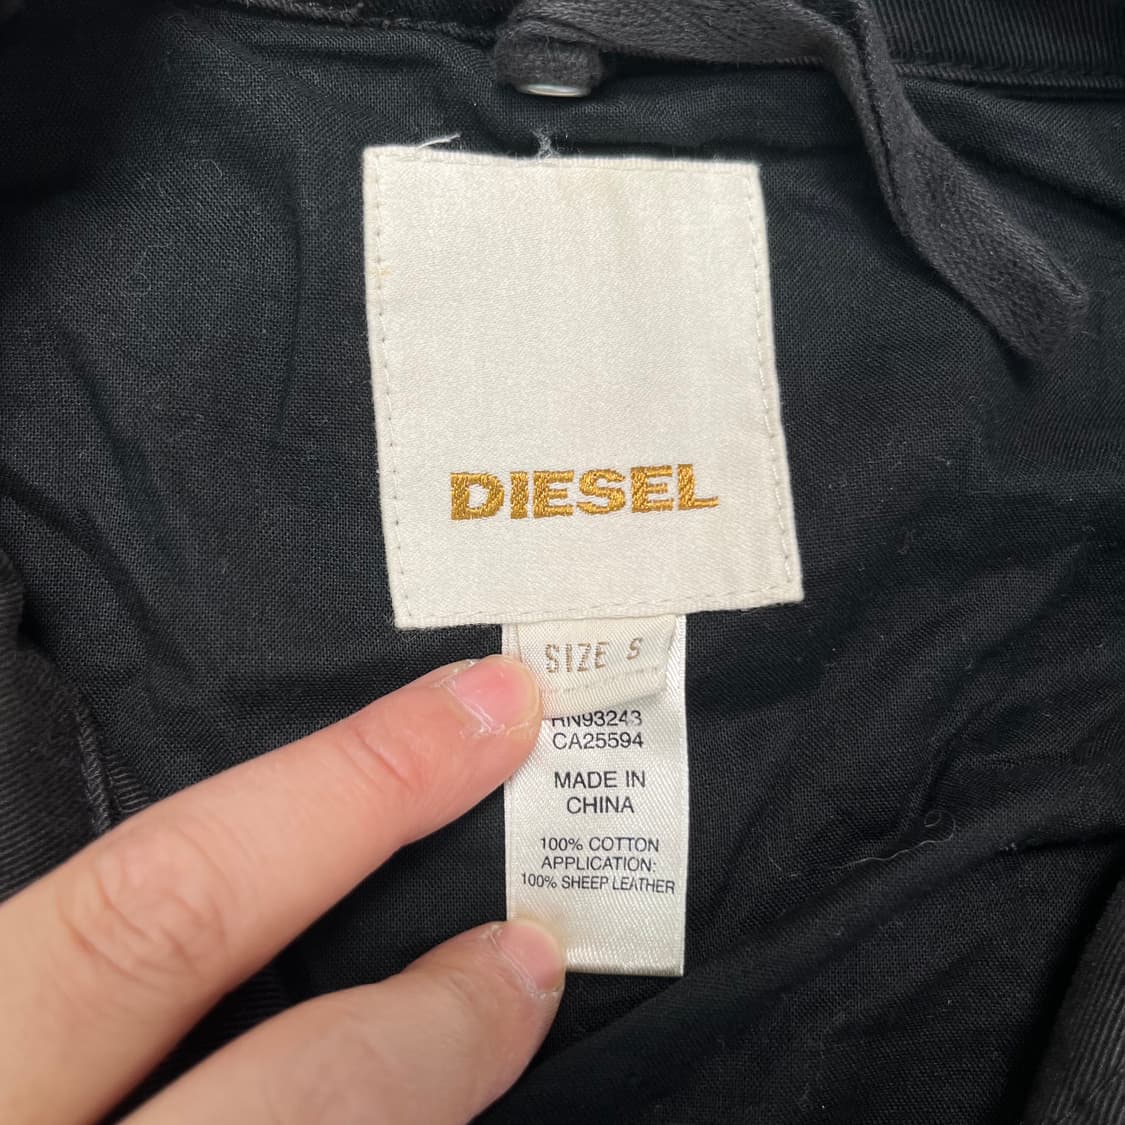 DIESEL
SIZE S
RN93243
CA25594
MADE IN
CHINA
100% COTTON
APPLICATION:
100% SHEEP LEATHER